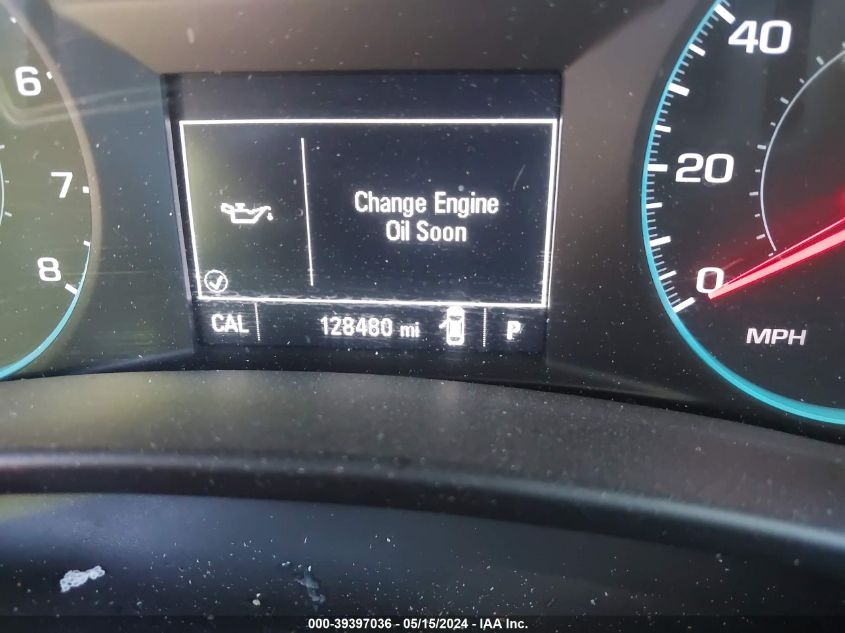 6
7
8
Change Engine
Oil Soon
CAL 128480 mi P
40
20
0
MPH
000-39397036 - 05/15/2024 - IAA Inc.